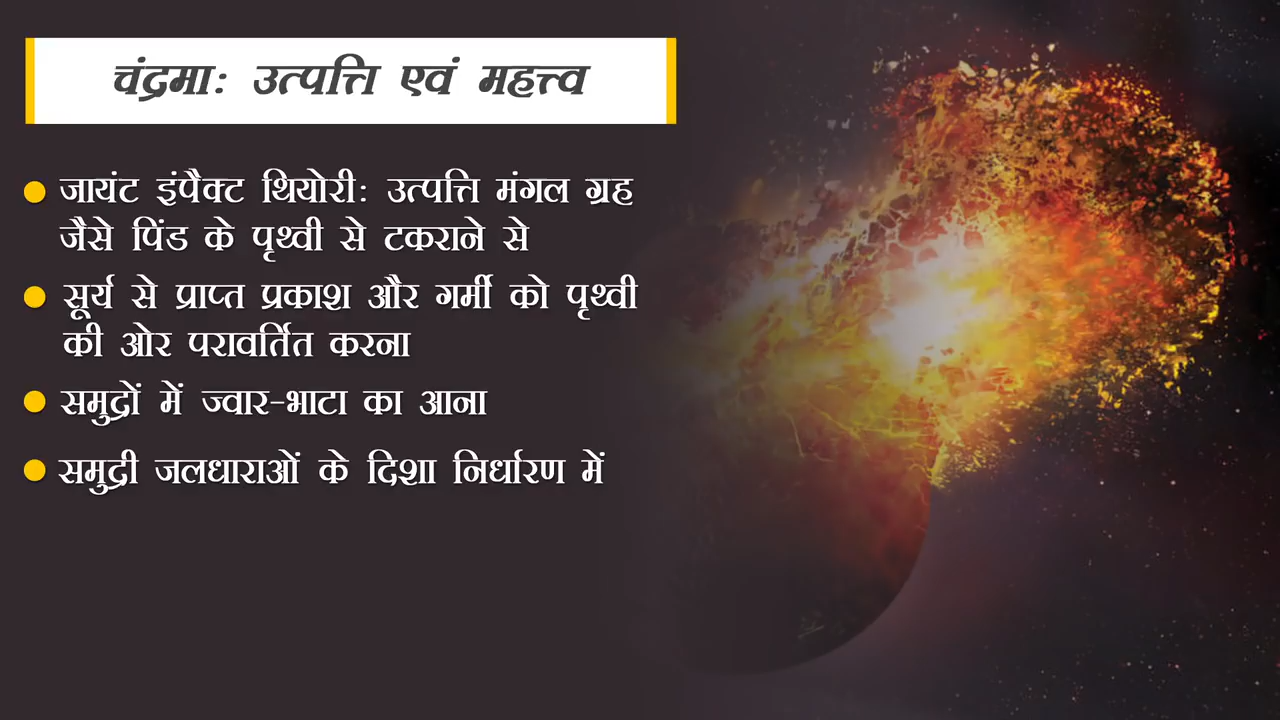 चंद्रमा: उत्पत्ति एवं महत्त्व
जायंट इंपैक्ट थियोरी: उत्पत्ति मंगल ग्रह
जैसे पिंड के पृथ्वी से टकराने से
सूर्य से प्राप्त प्रकाश और गर्मी को पृथ्वी
की ओर परावर्तित करना
समुद्रों में ज्वार-भाटा का आना
समुद्री जलधाराओं के दिशा निर्धारण में